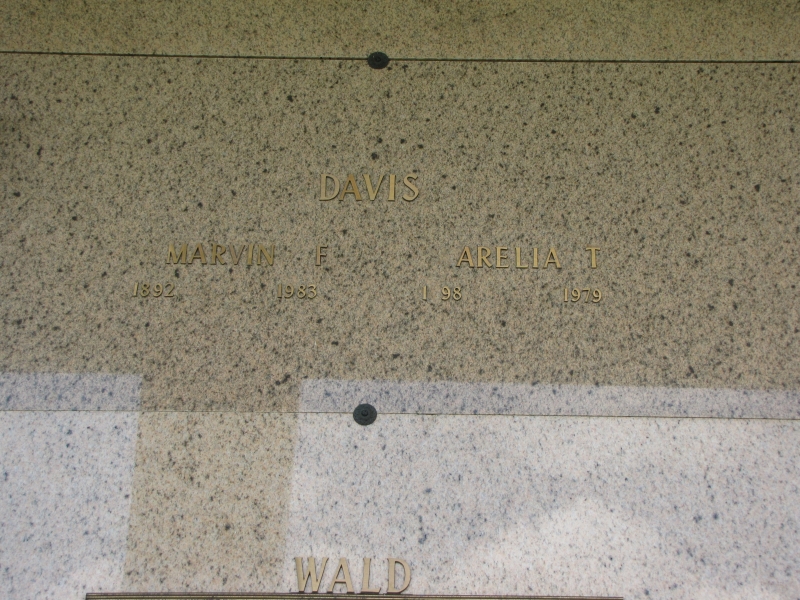 DAVIS
MARVIN F ARELIA T
1892 1983 1 98 1979
WALD